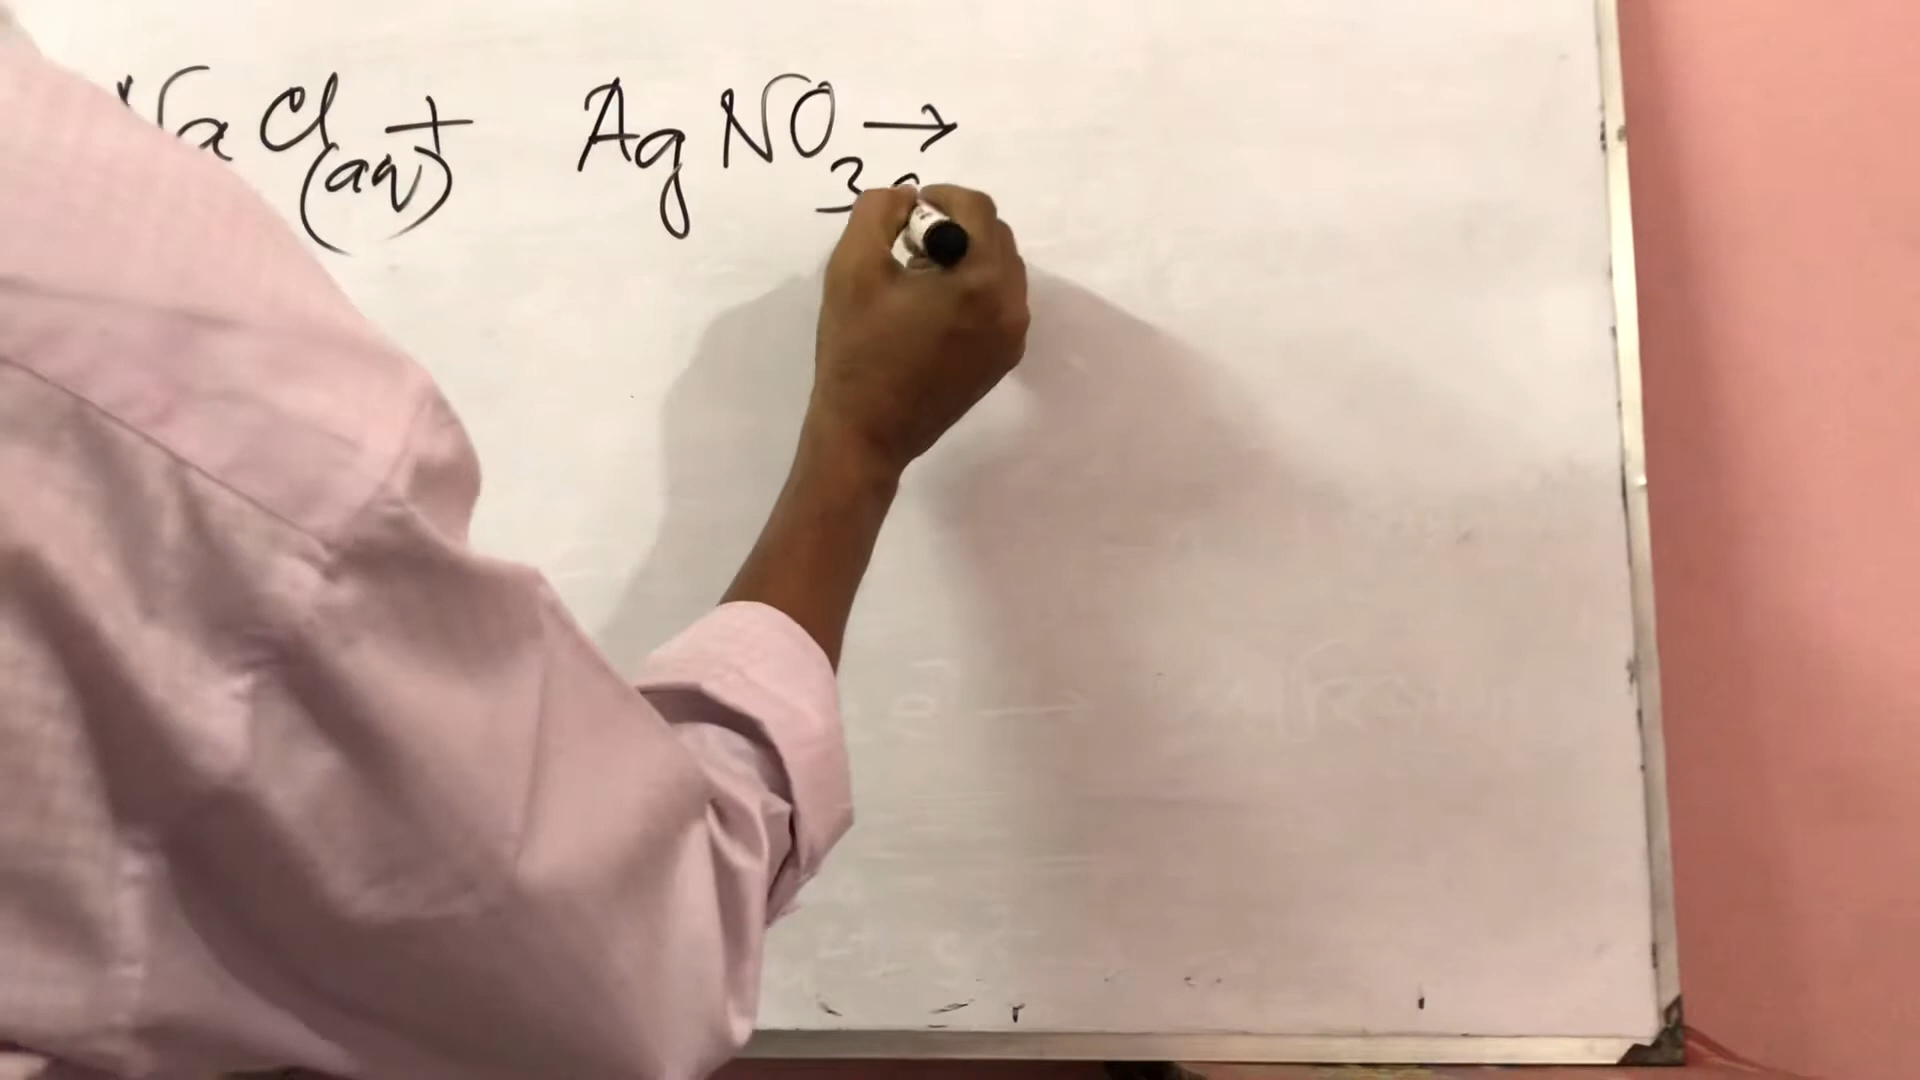 NaCl(aq) + AgNO3 →